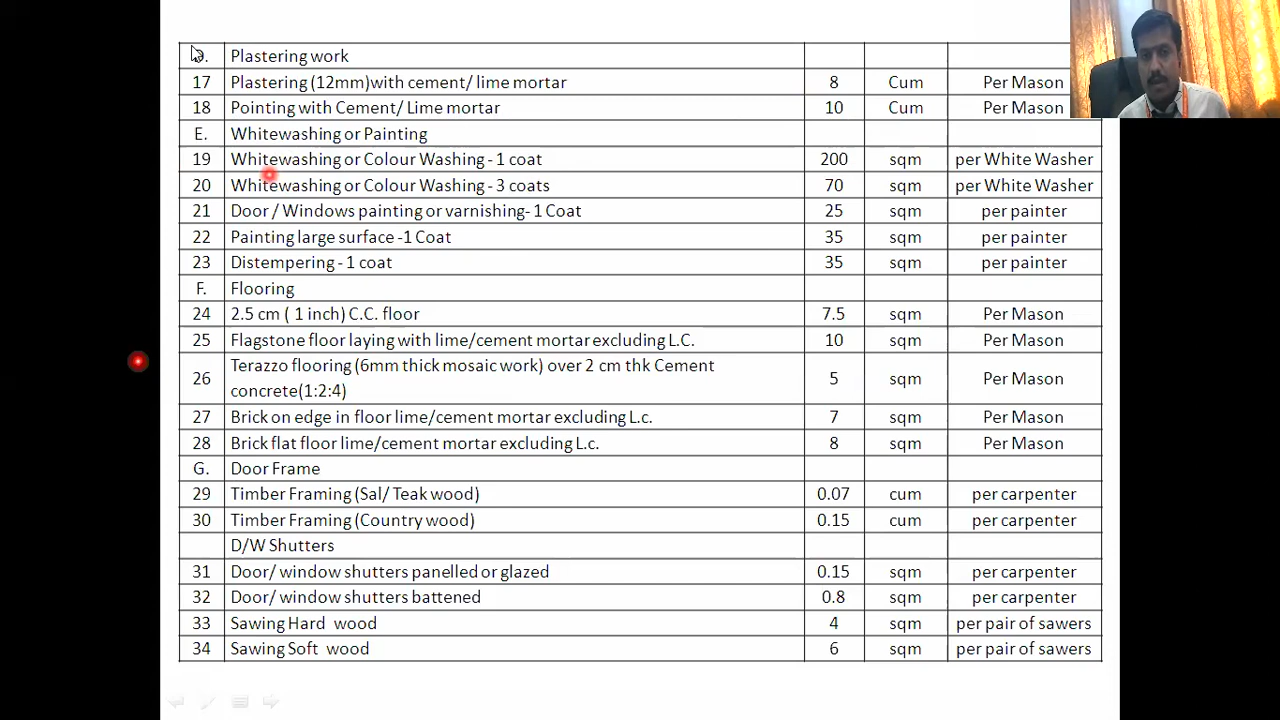 D. Plastering work
17 Plastering (12mm)with cement/ lime mortar 8 Cum Per Mason
18 Pointing with Cement/ Lime mortar 10 Cum Per Mason
E. Whitewashing or Painting
19 Whitewashing or Colour Washing - 1 coat 200 sqm per White Washer
20 Whitewashing or Colour Washing - 3 coats 70 sqm per White Washer
21 Door / Windows painting or varnishing- 1 Coat 25 sqm per painter
22 Painting large surface -1 Coat 35 sqm per painter
23 Distempering - 1 coat 35 sqm per painter
F. Flooring
24 2.5 cm ( 1 inch) C.C. floor 7.5 sqm Per Mason
25 Flagstone floor laying with lime/cement mortar excluding L.C. 10 sqm Per Mason
26 Terazzo flooring (6mm thick mosaic work) over 2 cm thk Cement
concrete(1:2:4) 5 sqm Per Mason
27 Brick on edge in floor lime/cement mortar excluding L.c. 7 sqm Per Mason
28 Brick flat floor lime/cement mortar excluding L.c. 8 sqm Per Mason
G. Door Frame
29 Timber Framing (Sal/ Teak wood) 0.07 cum per carpenter
30 Timber Framing (Country wood) 0.15 cum per carpenter
D/W Shutters
31 Door/ window shutters panelled or glazed 0.15 sqm per carpenter
32 Door/ window shutters battened 0.8 sqm per carpenter
33 Sawing Hard wood 4 sqm per pair of sawers
34 Sawing Soft wood 6 sqm per pair of sawers